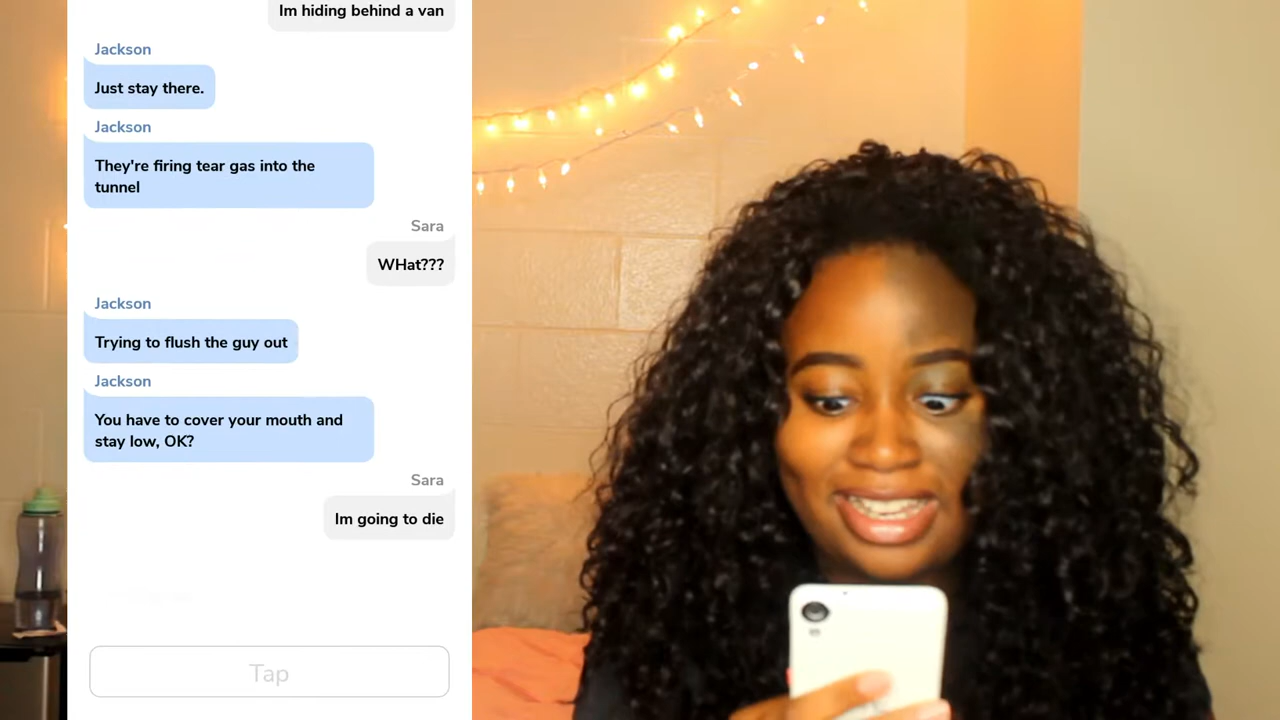 Im hiding behind a van
Jackson
Just stay there.
Jackson
They're firing tear gas into the
tunnel
Sara
WHat???
Jackson
Trying to flush the guy out
Jackson
You have to cover your mouth and
stay low, OK?
Sara
Im going to die
Tap